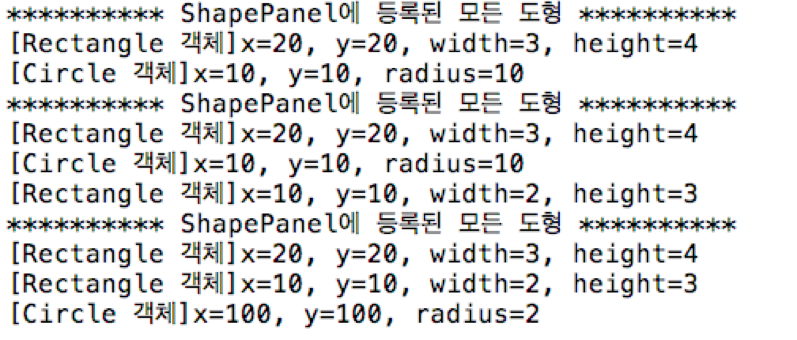 ********** ShapePanel에 등록된 모든 도형 **********
[Rectangle 객체]x=20, y=20, width=3, height=4
[Circle 객체]x=10, y=10, radius=10
********** ShapePanel에 등록된 모든 도형 **********
[Rectangle 객체]x=20, y=20, width=3, height=4
[Circle 객체]x=10, y=10, radius=10
[Rectangle 객체]x=10, y=10, width=2, height=3
********** ShapePanel에 등록된 모든 도형 **********
[Rectangle 객체]x=20, y=20, width=3, height=4
[Rectangle 객체]x=10, y=10, width=2, height=3
[Circle 객체]x=100, y=100, radius=2